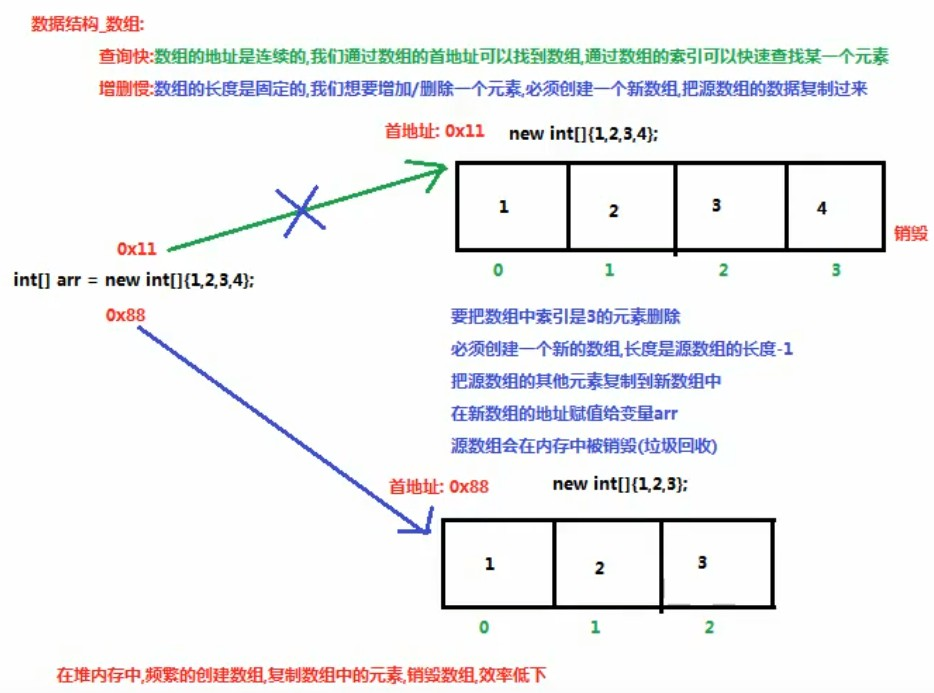 数据结构_数组:
查询快:数组的地址是连续的,我们通过数组的首地址可以找到数组,通过数组的索引可以快速查找某一个元素
增删慢:数组的长度是固定的,我们想要增加/删除一个元素,必须创建一个新数组,把源数组的数据复制过来
首地址: 0x11 new int[]{1,2,3,4};
1 2 3 4
销毁
0x11
0 1 2 3
int[] arr = new int[]{1,2,3,4};
0x88
要把数组中索引是3的元素删除
必须创建一个新的数组,长度是源数组的长度-1
把源数组的其他元素复制到新数组中
在新数组的地址赋值给变量arr
源数组会在内存中被销毁(垃圾回收)
首地址: 0x88 new int[]{1,2,3};
1 2 3
0 1 2
在堆内存中,频繁的创建数组,复制数组中的元素,销毁数组,效率低下